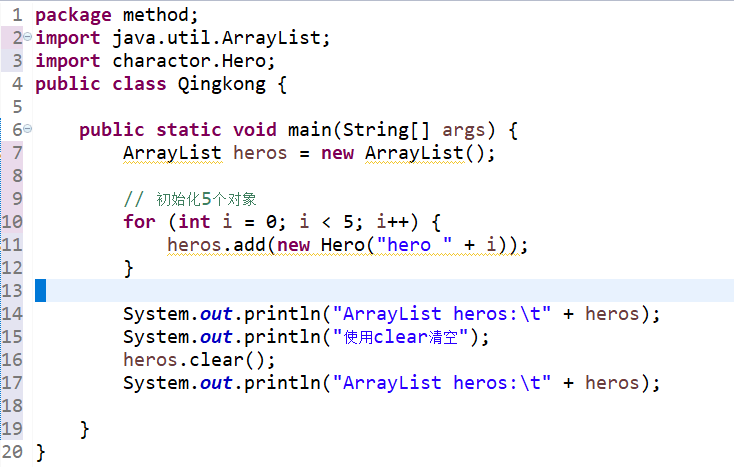 1 package method;
2 import java.util.ArrayList;
3 import charactor.Hero;
4 public class Qingkong {
5
6     public static void main(String[] args) {
7         ArrayList heros = new ArrayList();
8
9         // 初始化5个对象
10         for (int i = 0; i < 5; i++) {
11             heros.add(new Hero("hero " + i));
12         }
13
14         System.out.println("ArrayList heros:\t" + heros);
15         System.out.println("使用clear清空");
16         heros.clear();
17         System.out.println("ArrayList heros:\t" + heros);
18
19     }
20 }